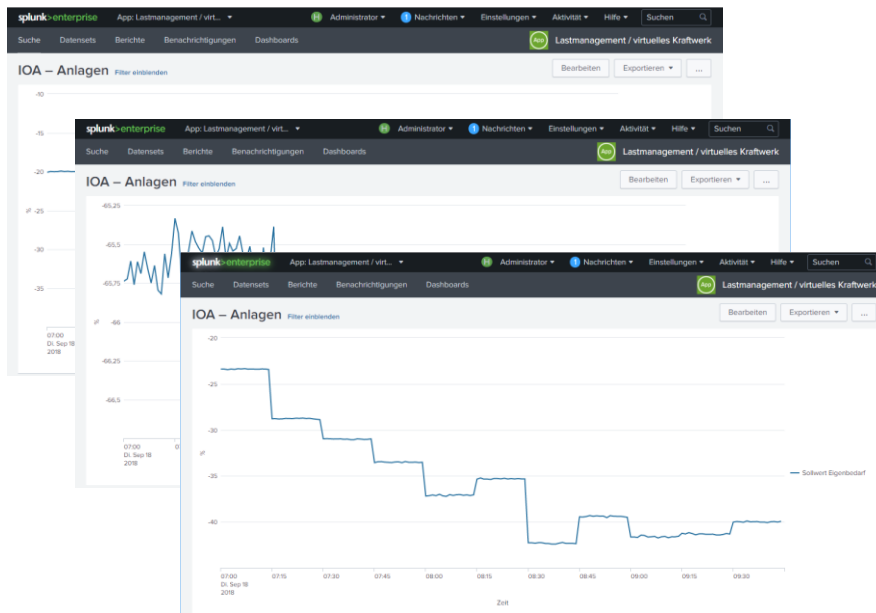 splunk>enterprise App: Lastmanagement / virt... Administrator Nachrichten Einstellungen Aktivität Hilfe Suchen
Suche Datensets Berichte Benachrichtigungen Dashboards App Lastmanagement / virtuelles Kraftwerk
IOA – Anlagen Filter einblenden Bearbeiten Exportieren ...
-10
-15
-20
% -25
-30
-35
07:00
Di. Sep 18
2018
splunk>enterprise App: Lastmanagement / virt... H Administrator 1 Nachrichten Einstellungen Aktivität Hilfe Suchen
Suche Datensets Berichte Benachrichtigungen Dashboards App Lastmanagement / virtuelles Kraftwerk
IOA – Anlagen Filter einblenden Bearbeiten Exportieren ...
-65.25
-65.5
-65.75
% -66
-66.25
-66.5
07:00
Di. Sep 18
2018
splunk>enterprise App: Lastmanagement / virt... H Administrator 1 Nachrichten Einstellungen Aktivität Hilfe Suchen
Suche Datensets Berichte Benachrichtigungen Dashboards App Lastmanagement / virtuelles Kraftwerk
IOA – Anlagen Filter einblenden Bearbeiten Exportieren ...
-20
-25
-30
%
-35
Sollwert Eigenbedarf
-40
07:00 07:15 07:30 07:45 08:00 08:15 08:30 08:45 09:00 09:15 09:30
Di. Sep 18
2018
Zeit